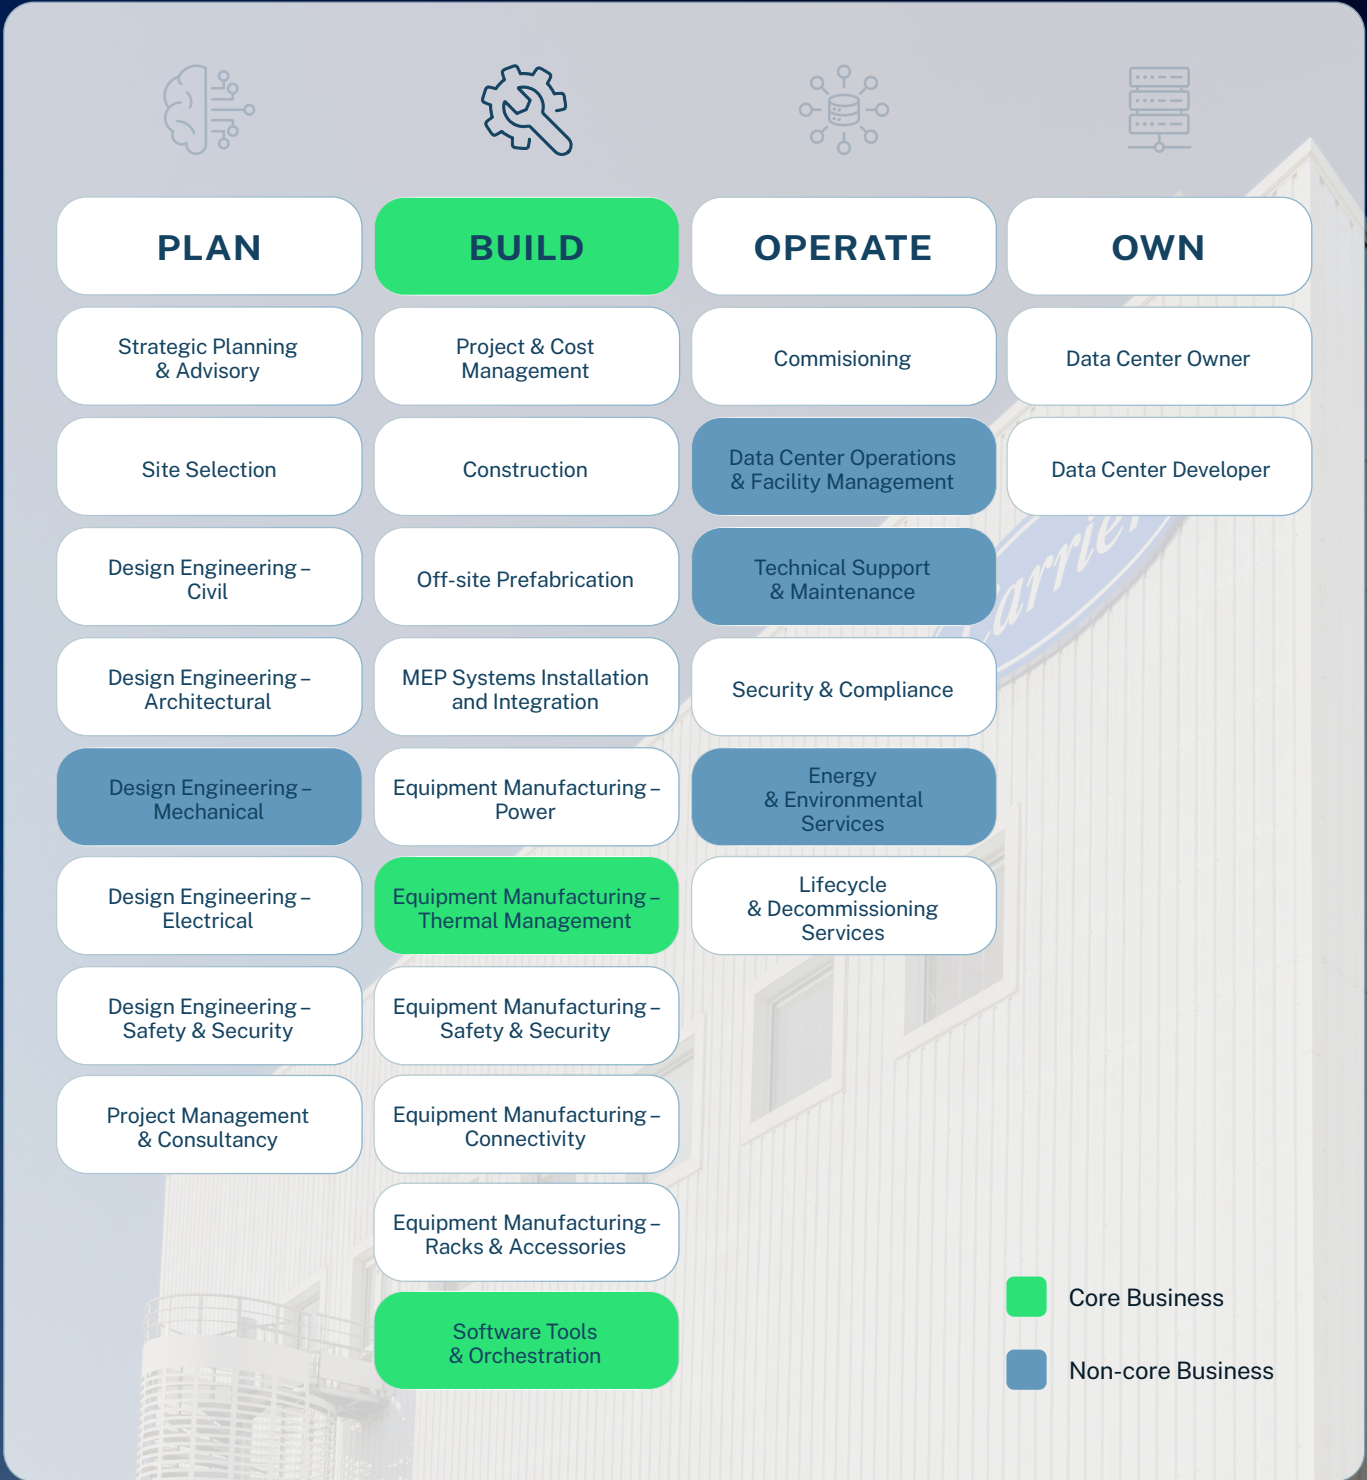 PLAN
BUILD
OPERATE
OWN
Strategic Planning
& Advisory
Project & Cost
Management
Commisioning
Data Center Owner
Site Selection
Construction
Data Center Operations
& Facility Management
Data Center Developer
Design Engineering –
Civil
Off-site Prefabrication
Technical Support
& Maintenance
Carrier
Design Engineering –
Architectural
MEP Systems Installation
and Integration
Security & Compliance
Design Engineering –
Mechanical
Equipment Manufacturing –
Power
Energy
& Environmental
Services
Design Engineering –
Electrical
Equipment Manufacturing –
Thermal Management
Lifecycle
& Decommissioning
Services
Design Engineering –
Safety & Security
Equipment Manufacturing –
Safety & Security
Project Management
& Consultancy
Equipment Manufacturing –
Connectivity
Equipment Manufacturing –
Racks & Accessories
Software Tools
& Orchestration
Core Business
Non-core Business